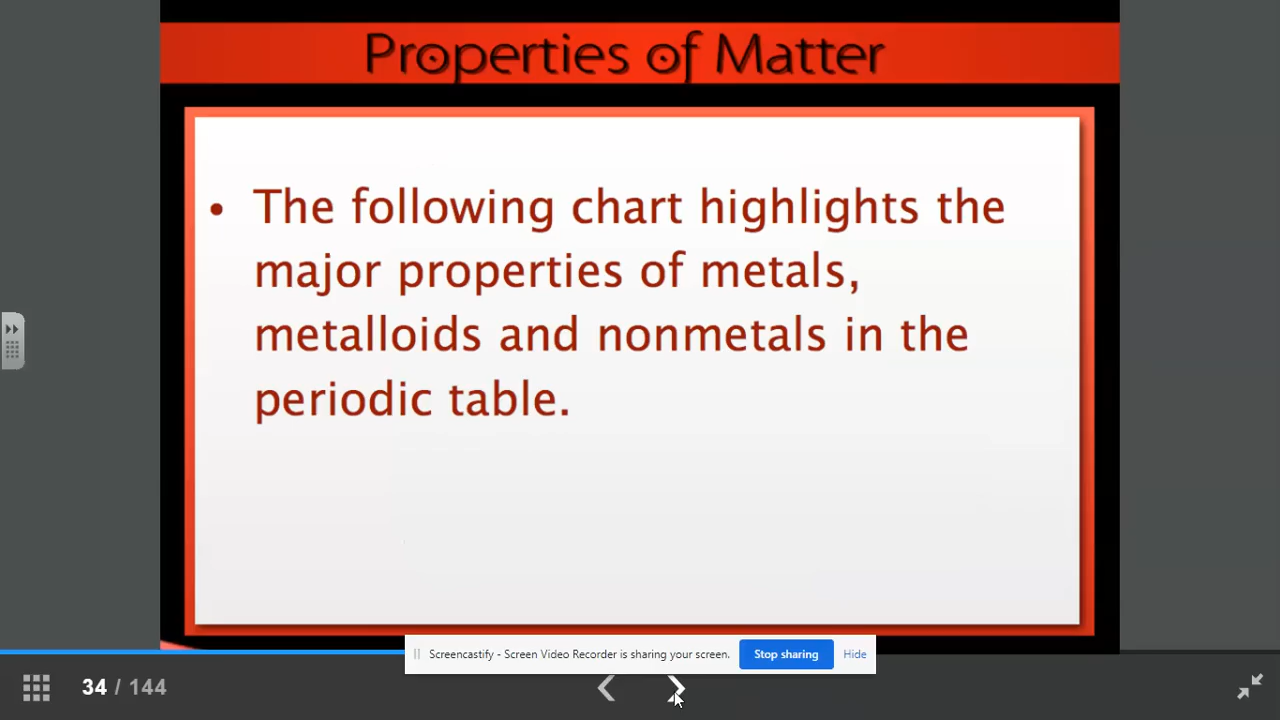 Properties of Matter
• The following chart highlights the
major properties of metals,
metalloids and nonmetals in the
periodic table.
Screencastify - Screen Video Recorder is sharing your screen. Stop sharing Hide
34 / 144